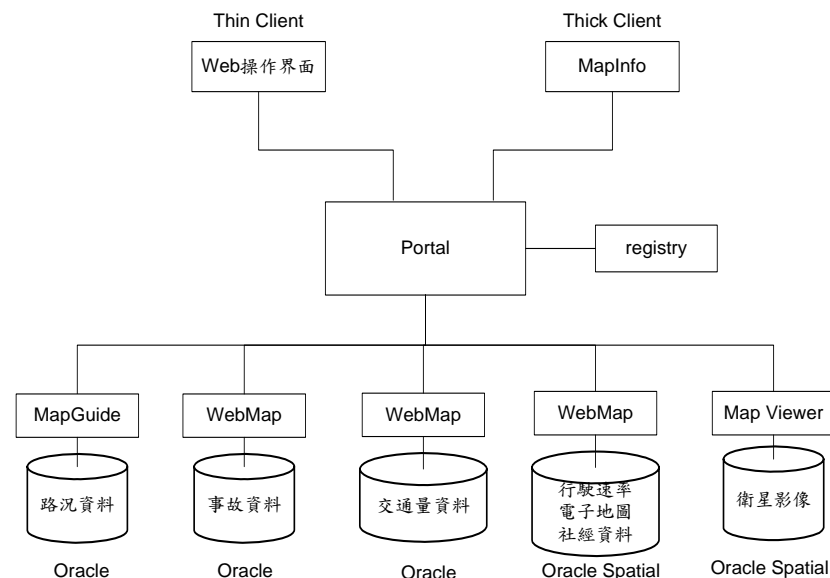 Thin Client
Thick Client
Web操作界面
MapInfo
Portal
registry
MapGuide
WebMap
WebMap
WebMap
Map Viewer
路況資料
事故資料
交通量資料
行駛速率
電子地圖
社經資料
衛星影像
Oracle
Oracle
Oracle
Oracle Spatial
Oracle Spatial